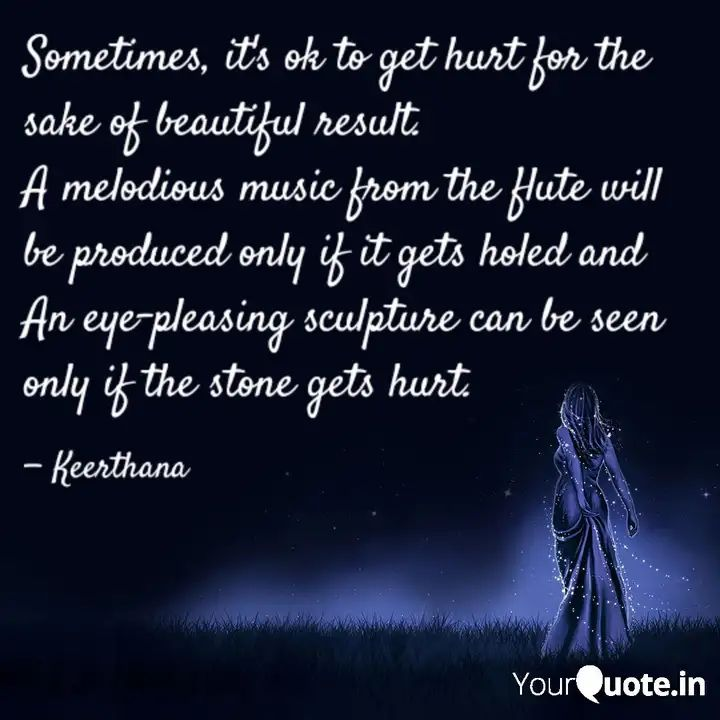 Sometimes, it's ok to get hurt for the
sake of beautiful result.
A melodious music from the flute will
be produced only if it gets holed and
An eye-pleasing sculpture can be seen
only if the stone gets hurt.
- Keerthana
YourQuote.in